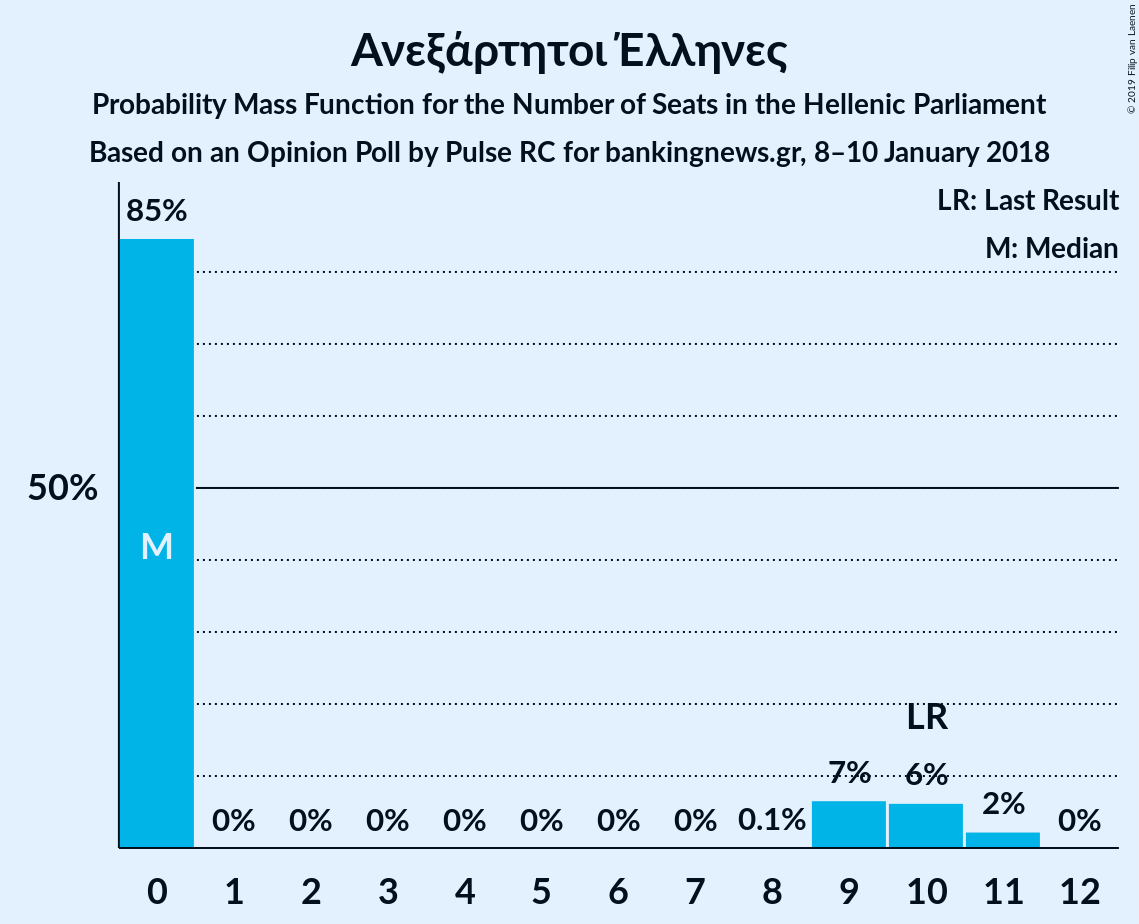 Ανεξάρτητοι Έλληνες
Probability Mass Function for the Number of Seats in the Hellenic Parliament
Based on an Opinion Poll by Pulse RC for bankingnews.gr, 8–10 January 2018
© 2019 Filip van Laenen
LR: Last Result
M: Median
85%
50%
M
LR
0% 0% 0% 0% 0% 0% 0% 0.1% 7% 6% 2% 0%
0 1 2 3 4 5 6 7 8 9 10 11 12